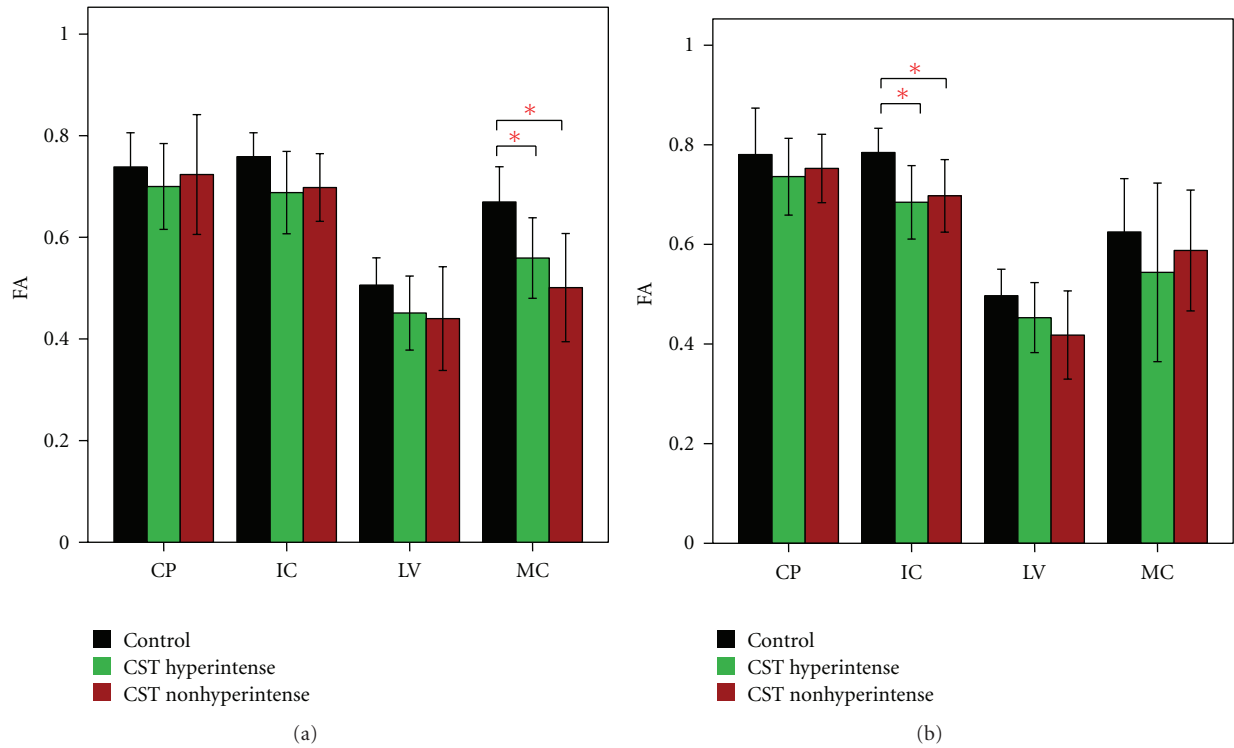 1
0.8
0.6
0.4
0.2
0
FA
*
*
CP IC LV MC
Control
CST hyperintense
CST nonhyperintense
(a)
1
0.8
0.6
0.4
0.2
0
FA
*
*
CP IC LV MC
Control
CST hyperintense
CST nonhyperintense
(b)